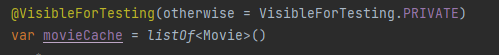 @VisibleForTesting(otherwise = VisibleForTesting.PRIVATE)
var movieCache = listOf<Movie>()